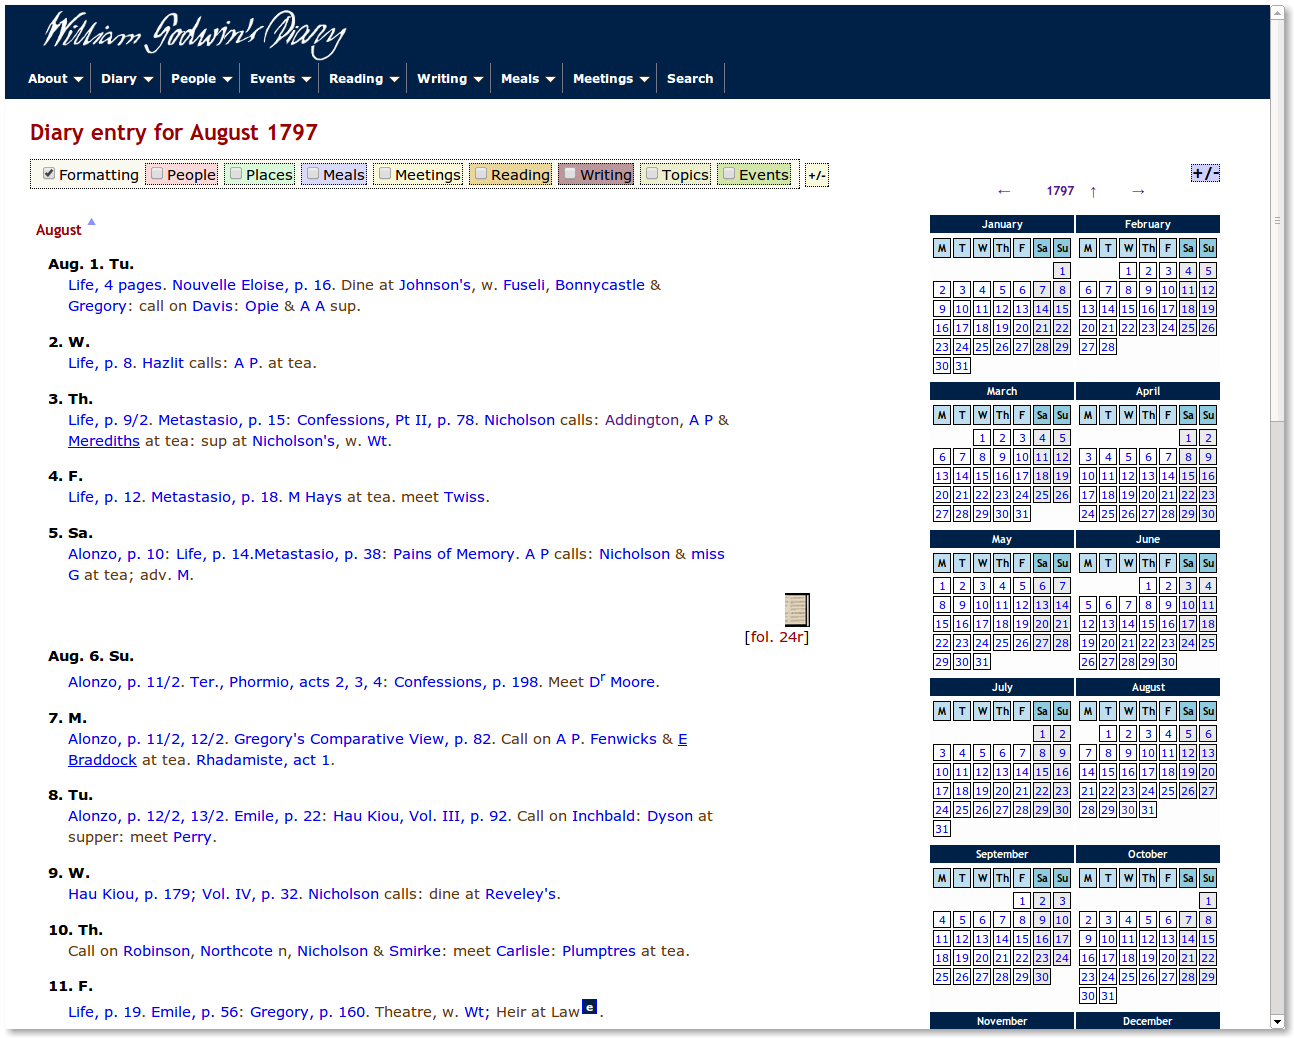 William Godwin's Diary
About Diary People Events Reading Writing Meals Meetings Search
Diary entry for August 1797
Formatting People Places Meals Meetings Reading Writing Topics Events +/-
+/-
← 1797 ↑ →
August
Aug. 1. Tu.
Life, 4 pages. Nouvelle Eloise, p. 16. Dine at Johnson's, w. Fuseli, Bonnycastle &
Gregory: call on Davis: Opie & A A sup.
2. W.
Life, p. 8. Hazlit calls: A P. at tea.
3. Th.
Life, p. 9/2. Metastasio, p. 15: Confessions, Pt II, p. 78. Nicholson calls: Addington, A P &
Merediths at tea: sup at Nicholson's, w. Wt.
4. F.
Life, p. 12. Metastasio, p. 18. M Hays at tea. meet Twiss.
5. Sa.
Alonzo, p. 10: Life, p. 14.Metastasio, p. 38: Pains of Memory. A P calls: Nicholson & miss
G at tea; adv. M.
[fol. 24r]
Aug. 6. Su.
Alonzo, p. 11/2. Ter., Phormio, acts 2, 3, 4: Confessions, p. 198. Meet Dr Moore.
7. M.
Alonzo, p. 11/2, 12/2. Gregory's Comparative View, p. 82. Call on A P. Fenwicks & E
Braddock at tea. Rhadamiste, act 1.
8. Tu.
Alonzo, p. 12/2, 13/2. Emile, p. 22: Hau Kiou, Vol. III, p. 92. Call on Inchbald: Dyson at
supper: meet Perry.
9. W.
Hau Kiou, p. 179; Vol. IV, p. 32. Nicholson calls: dine at Reveley's.
10. Th.
Call on Robinson, Northcote n, Nicholson & Smirke: meet Carlisle: Plumptres at tea.
11. F.
Life, p. 19. Emile, p. 56: Gregory, p. 160. Theatre, w. Wt; Heir at Law e .
January
M T W Th F Sa Su
1
2 3 4 5 6 7 8
9 10 11 12 13 14 15
16 17 18 19 20 21 22
23 24 25 26 27 28 29
30 31
February
M T W Th F Sa Su
1 2 3 4 5
6 7 8 9 10 11 12
13 14 15 16 17 18 19
20 21 22 23 24 25 26
27 28
March
M T W Th F Sa Su
1 2 3 4 5
6 7 8 9 10 11 12
13 14 15 16 17 18 19
20 21 22 23 24 25 26
27 28 29 30 31
April
M T W Th F Sa Su
1 2
3 4 5 6 7 8 9
10 11 12 13 14 15 16
17 18 19 20 21 22 23
24 25 26 27 28 29 30
May
M T W Th F Sa Su
1 2 3 4 5 6 7
8 9 10 11 12 13 14
15 16 17 18 19 20 21
22 23 24 25 26 27 28
29 30 31
June
M T W Th F Sa Su
1 2 3 4
5 6 7 8 9 10 11
12 13 14 15 16 17 18
19 20 21 22 23 24 25
26 27 28 29 30
July
M T W Th F Sa Su
1 2
3 4 5 6 7 8 9
10 11 12 13 14 15 16
17 18 19 20 21 22 23
24 25 26 27 28 29 30
31
August
M T W Th F Sa Su
1 2 3 4 5 6
7 8 9 10 11 12 13
14 15 16 17 18 19 20
21 22 23 24 25 26 27
28 29 30 31
September
M T W Th F Sa Su
1 2 3
4 5 6 7 8 9 10
11 12 13 14 15 16 17
18 19 20 21 22 23 24
25 26 27 28 29 30
October
M T W Th F Sa Su
1
2 3 4 5 6 7 8
9 10 11 12 13 14 15
16 17 18 19 20 21 22
23 24 25 26 27 28 29
30 31
November
December